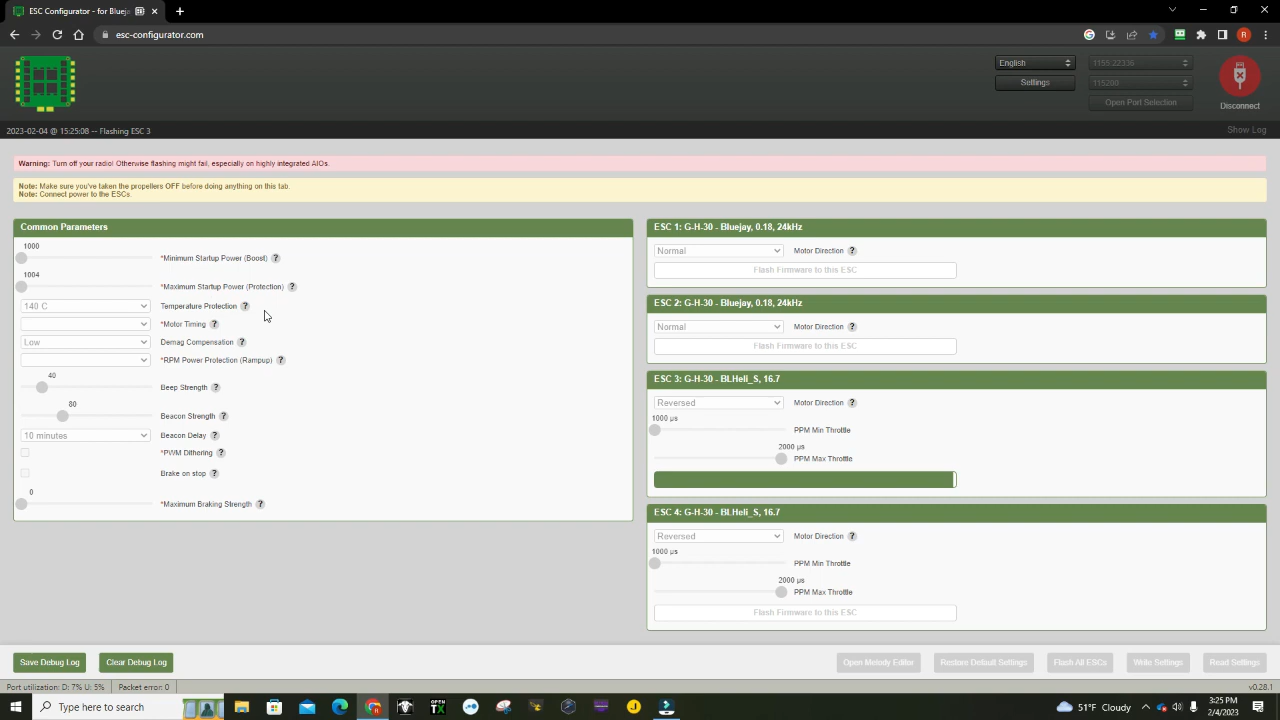 ESC Configurator - for Bluejay
esc-configurator.com
English
1155:22336
Settings
115200
Open Port Selection
Disconnect
2023-02-04 @ 15:25:08 -- Flashing ESC 3
Show Log
Warning: Turn off your radio! Otherwise flashing might fail, especially on highly integrated AIOs.
Note: Make sure you've taken the propellers OFF before doing anything on this tab.
Note: Connect power to the ESCs.
Common Parameters
1000
*Minimum Startup Power (Boost) ?
1004
*Maximum Startup Power (Protection) ?
140 C Temperature Protection ?
*Motor Timing ?
Low Demag Compensation ?
*RPM Power Protection (Rampup) ?
40
Beep Strength ?
80
Beacon Strength ?
10 minutes Beacon Delay ?
*PWM Dithering ?
Brake on stop ?
0
*Maximum Braking Strength ?
ESC 1: G-H-30 - Bluejay, 0.18, 24kHz
Normal Motor Direction ?
Flash Firmware to this ESC
ESC 2: G-H-30 - Bluejay, 0.18, 24kHz
Normal Motor Direction ?
Flash Firmware to this ESC
ESC 3: G-H-30 - BLHeli_S, 16.7
Reversed Motor Direction ?
1000 µs
PPM Min Throttle
2000 µs
PPM Max Throttle
ESC 4: G-H-30 - BLHeli_S, 16.7
Reversed Motor Direction ?
1000 µs
PPM Min Throttle
2000 µs
PPM Max Throttle
Flash Firmware to this ESC
Save Debug Log Clear Debug Log Open Melody Editor Restore Default Settings Flash All ESCs Write Settings Read Settings
Port utilization: D: 7% U: 5% Packet error: 0 v0.28.1
Type here to search
51°F Cloudy
3:25 PM
2/4/2023